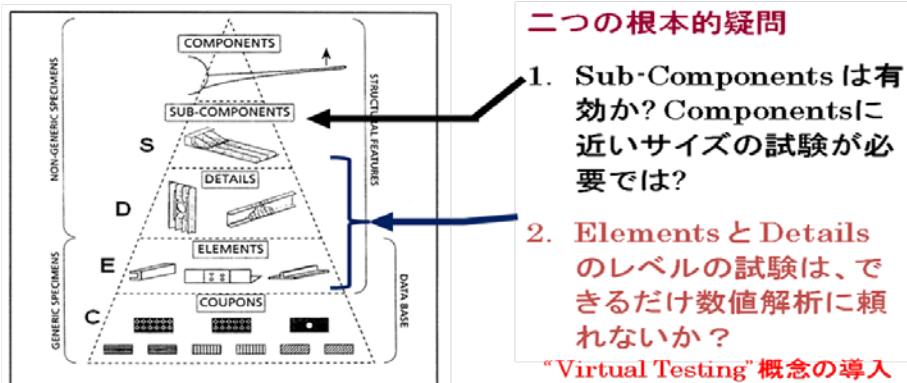 COMPONENTS
SUB-COMPONENTS
S
DETAILS
D
ELEMENTS
E
COUPONS
C
NON-GENERIC SPECIMENS
GENERIC SPECIMENS
STRUCTURAL FEATURES
DATA BASE
二つの根本的疑問
1. Sub-Components は有
効か? Componentsに
近いサイズの試験が必
要では?
2. Elements と Details
のレベルの試験は、で
きるだけ数値解析に頼
れないか？
“Virtual Testing”概念の導入